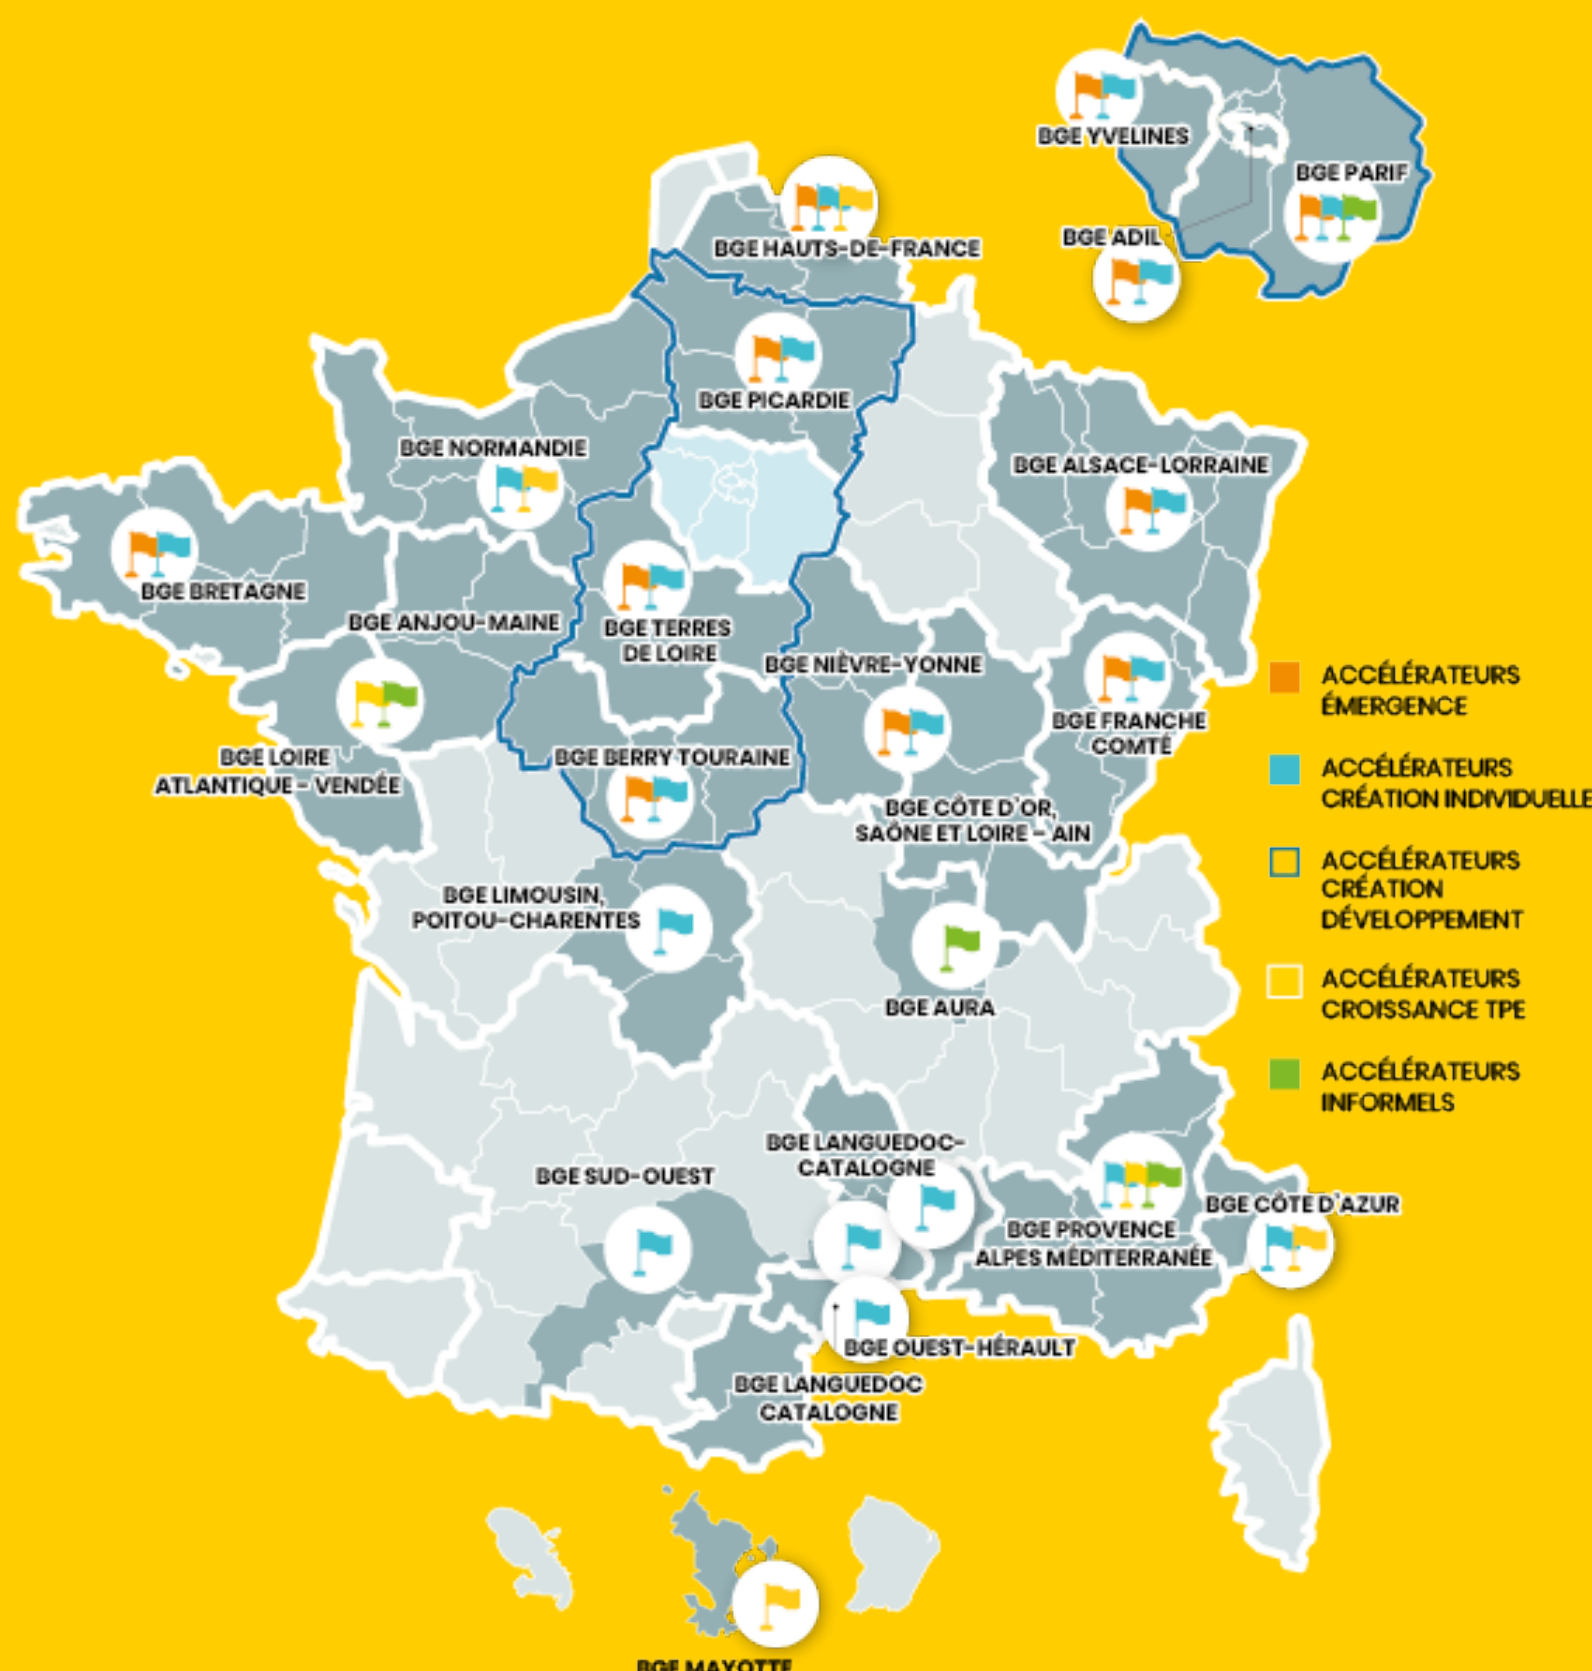 BGE YVELINES
BGE PARIF
BGE ADIL
BGE HAUTS-DE-FRANCE
BGE PICARDIE
BGE NORMANDIE
BGE ALSACE-LORRAINE
BGE BRETAGNE
BGE ANJOU-MAINE
BGE TERRES
DE LOIRE
BGE NIÈVRE-YONNE
BGE FRANCHE
COMTÉ
BGE LOIRE
ATLANTIQUE - VENDÉE
BGE BERRY TOURAINE
BGE CÔTE D'OR,
SAÔNE ET LOIRE - AIN
BGE LIMOUSIN,
POITOU-CHARENTES
BGE AURA
BGE LANGUEDOC-
CATALOGNE
BGE SUD-OUEST
BGE PROVENCE
ALPES MÉDITERRANÉE
BGE CÔTE D'AZUR
BGE OUEST-HÉRAULT
BGE LANGUEDOC
CATALOGNE
BGE MAYOTTE
ACCÉLÉRATEURS
ÉMERGENCE
ACCÉLÉRATEURS
CRÉATION INDIVIDUELLE
ACCÉLÉRATEURS
CRÉATION
DÉVELOPPEMENT
ACCÉLÉRATEURS
CROISSANCE TPE
ACCÉLÉRATEURS
INFORMELS